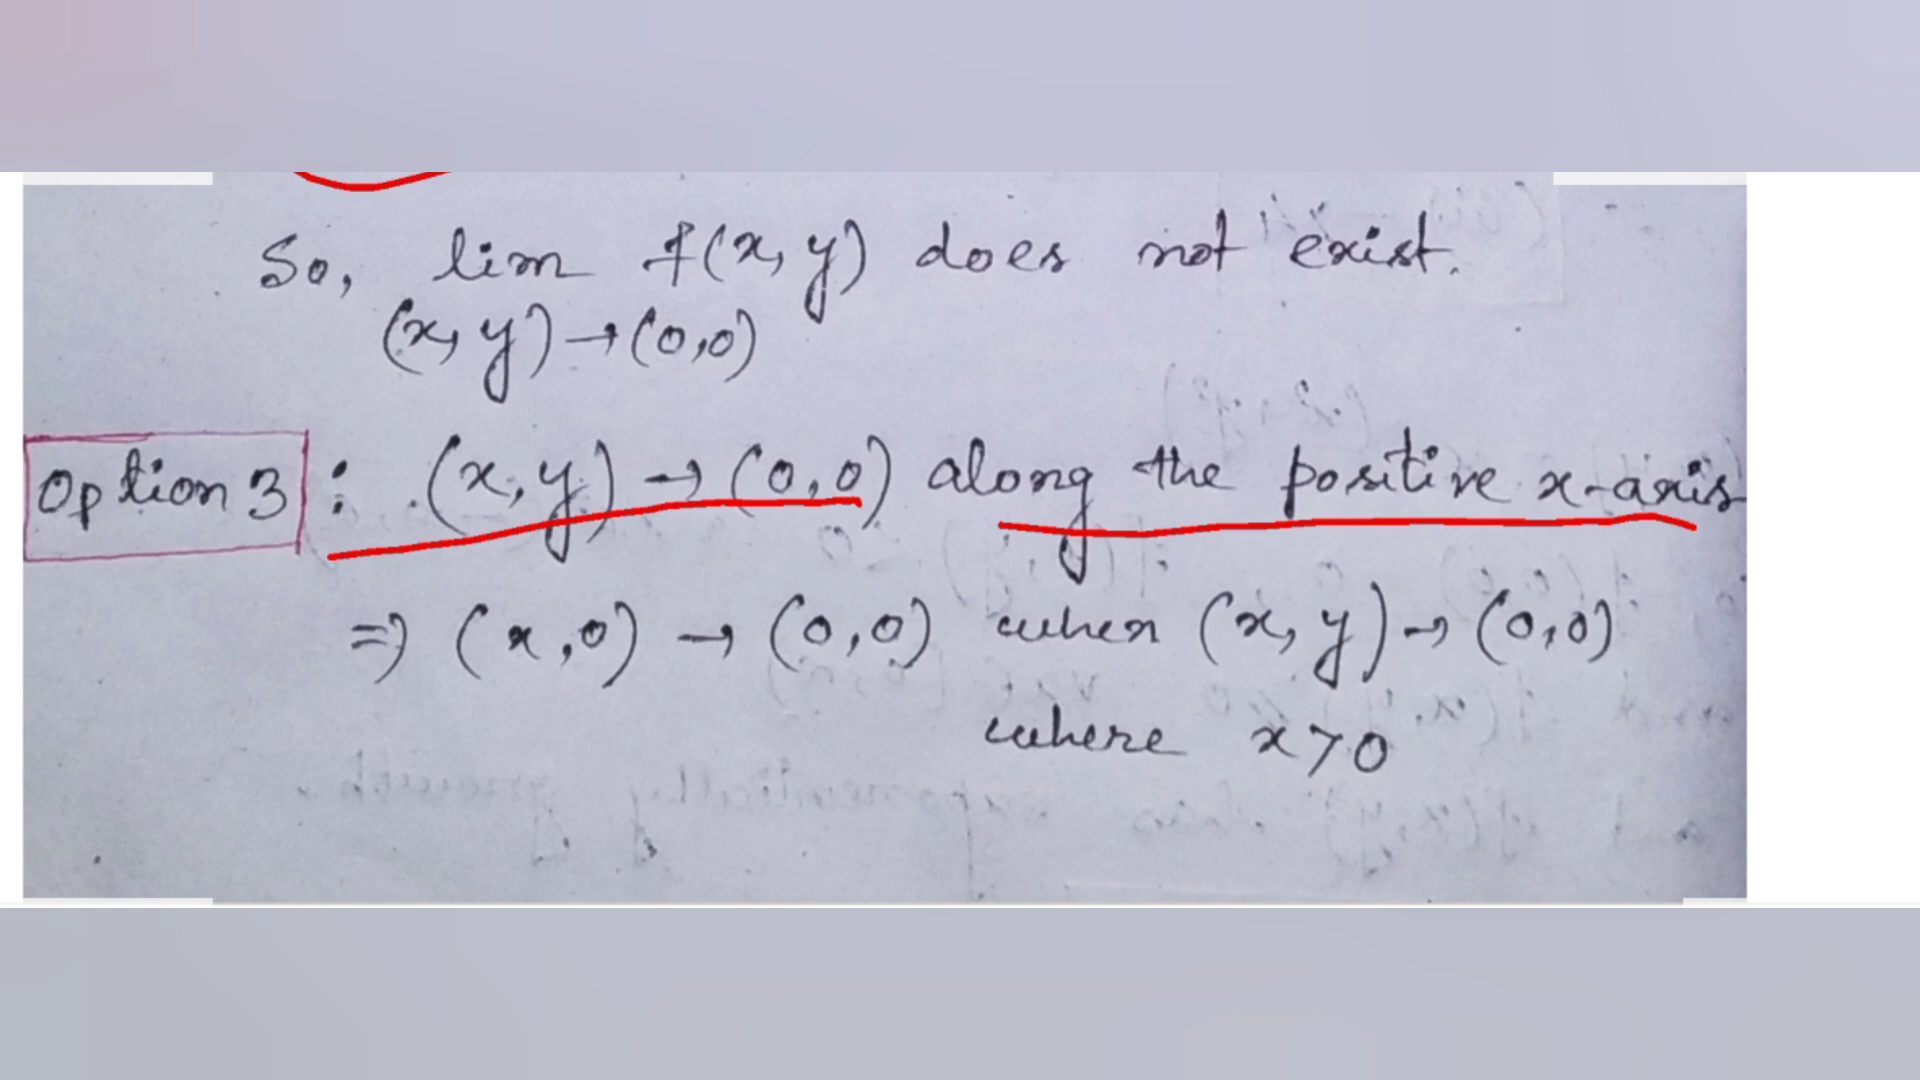 So, lim f(x, y) does not exist.
(x, y) → (0,0)
Option 3 : (x, y) → (0,0) along the positive x-axis
⇒ (x, 0) → (0,0) when (x, y) → (0,0)
where x > 0